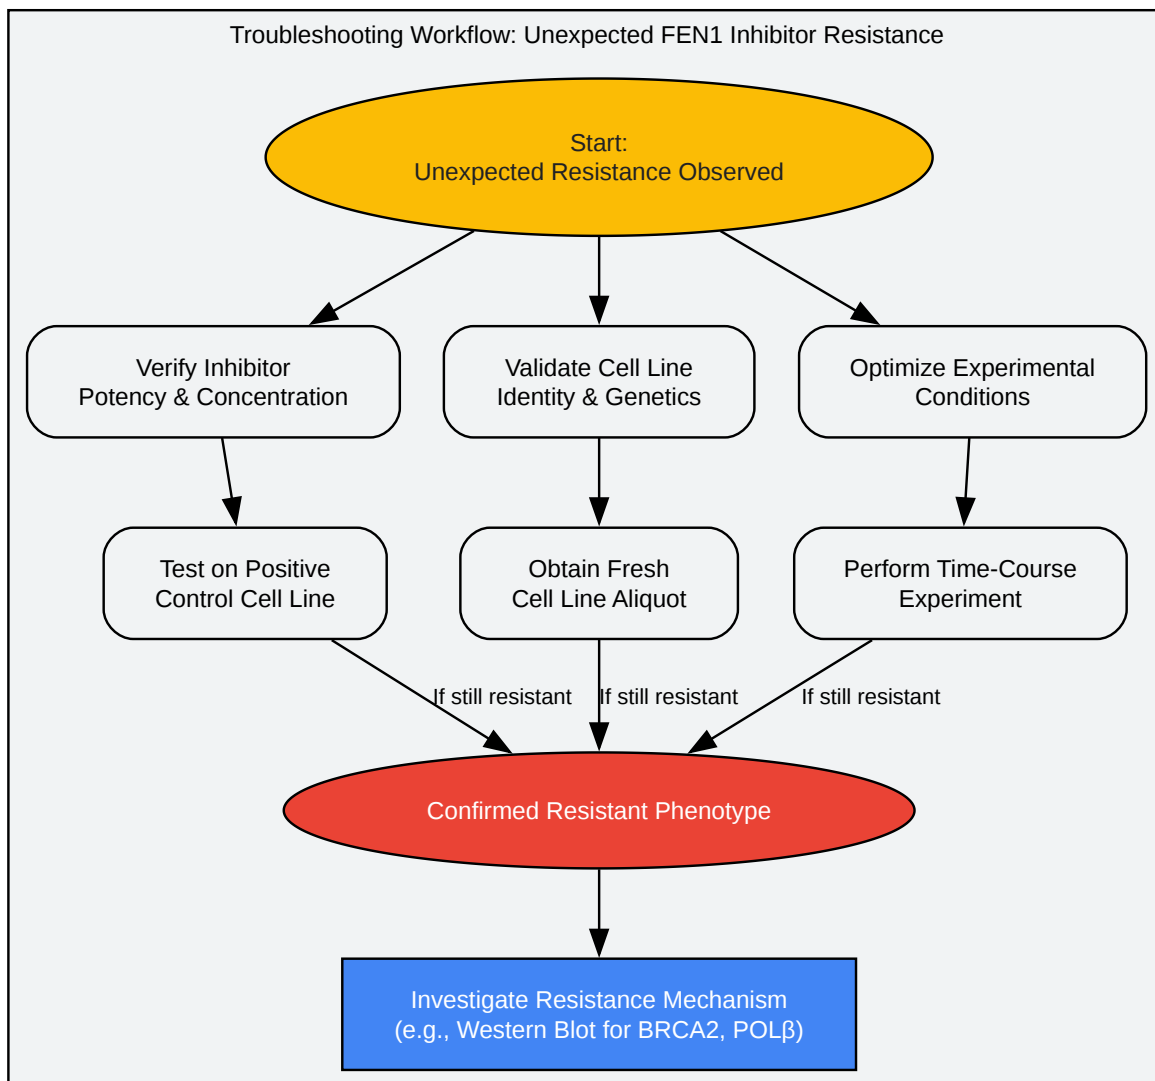 Troubleshooting Workflow: Unexpected FEN1 Inhibitor Resistance
Start:
Unexpected Resistance Observed
Verify Inhibitor
Potency & Concentration
Validate Cell Line
Identity & Genetics
Optimize Experimental
Conditions
Test on Positive
Control Cell Line
Obtain Fresh
Cell Line Aliquot
Perform Time-Course
Experiment
If still resistant
If still resistant
If still resistant
Confirmed Resistant Phenotype
Investigate Resistance Mechanism
(e.g., Western Blot for BRCA2, POLβ)